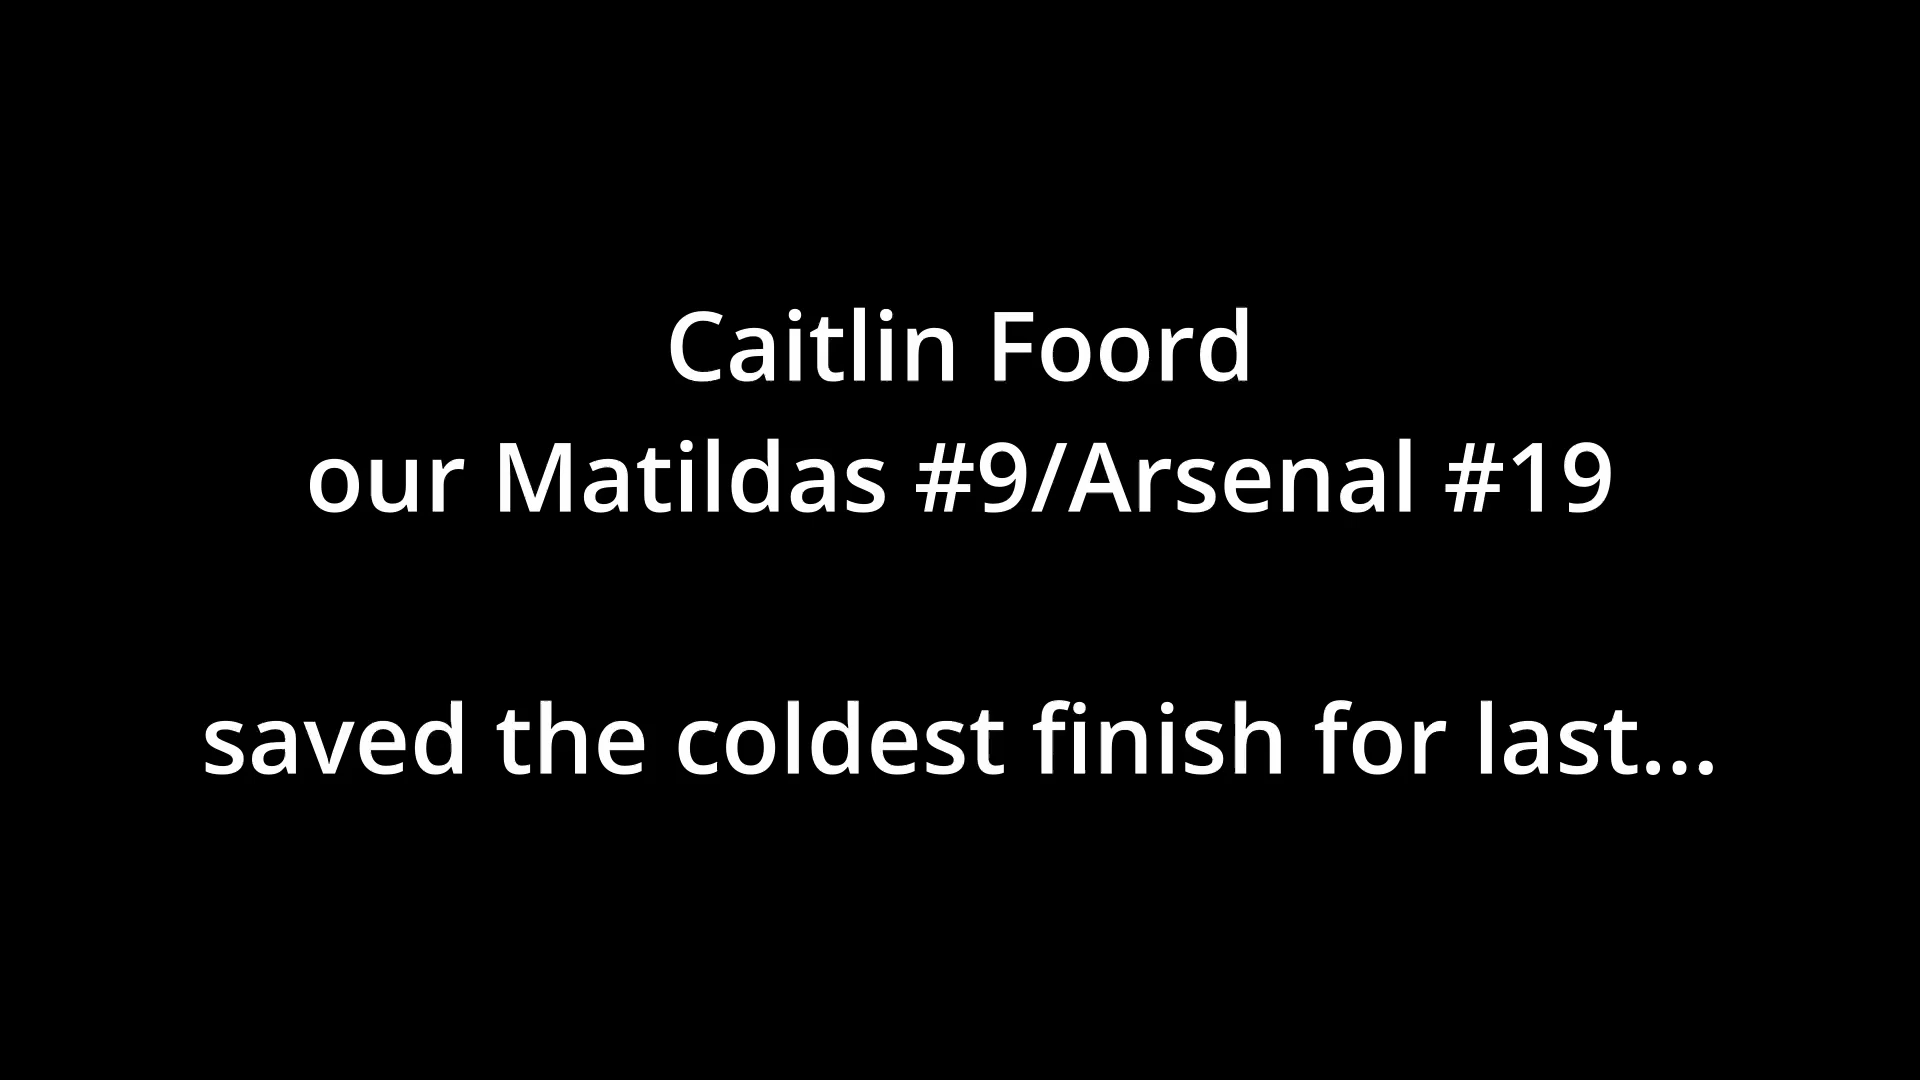 Caitlin Foord
our Matildas #9/Arsenal #19
saved the coldest finish for last...